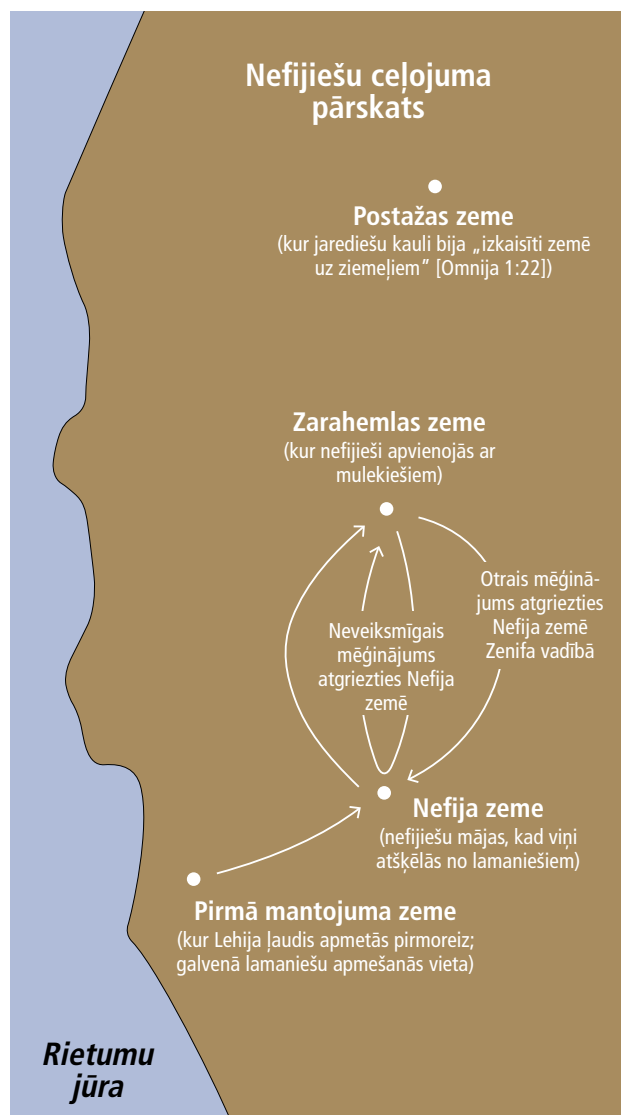 Nefijiešu ceļojuma
pārskats
Postažas zeme
(kur jarediešu kauli bija „izkaisīti zemē
uz ziemeļiem” [Omnija 1:22])
Zarahemlas zeme
(kur nefijieši apvienojās ar
mulekiešiem)
Otrais mēģinā-
jums atgriezties
Nefija zemē
Zenifa vadībā
Neveiksmīgais
mēģinājums
atgriezties Nefija
zemē
Nefija zeme
(nefijiešu mājas, kad viņi
atšķēlās no lamaniešiem)
Pirmā mantojuma zeme
(kur Lehija ļaudis apmetās pirmoreiz;
galvenā lamaniešu apmešanās vieta)
Rietumu
jūra